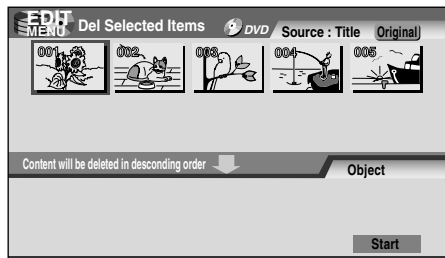 EDIT MENU Del Selected Items DVD Source : Title Original
001 002 003 004 005
Content will be deleted in desconding order
Object
Start